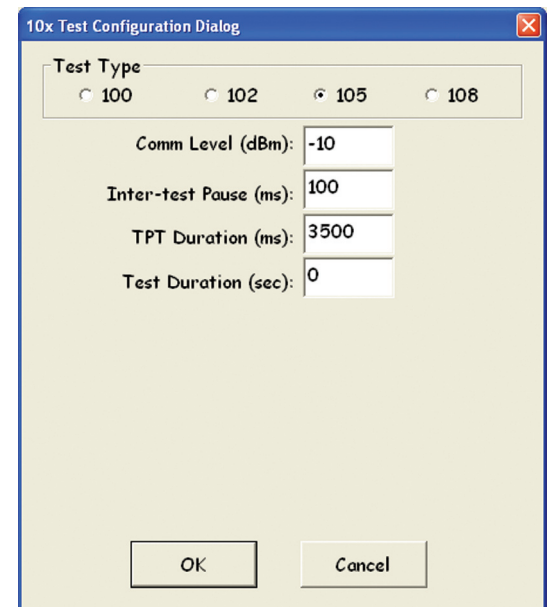 10x Test Configuration Dialog
Test Type
100 102 105 108
Comm Level (dBm): -10
Inter-test Pause (ms): 100
TPT Duration (ms): 3500
Test Duration (sec): 0
OK Cancel